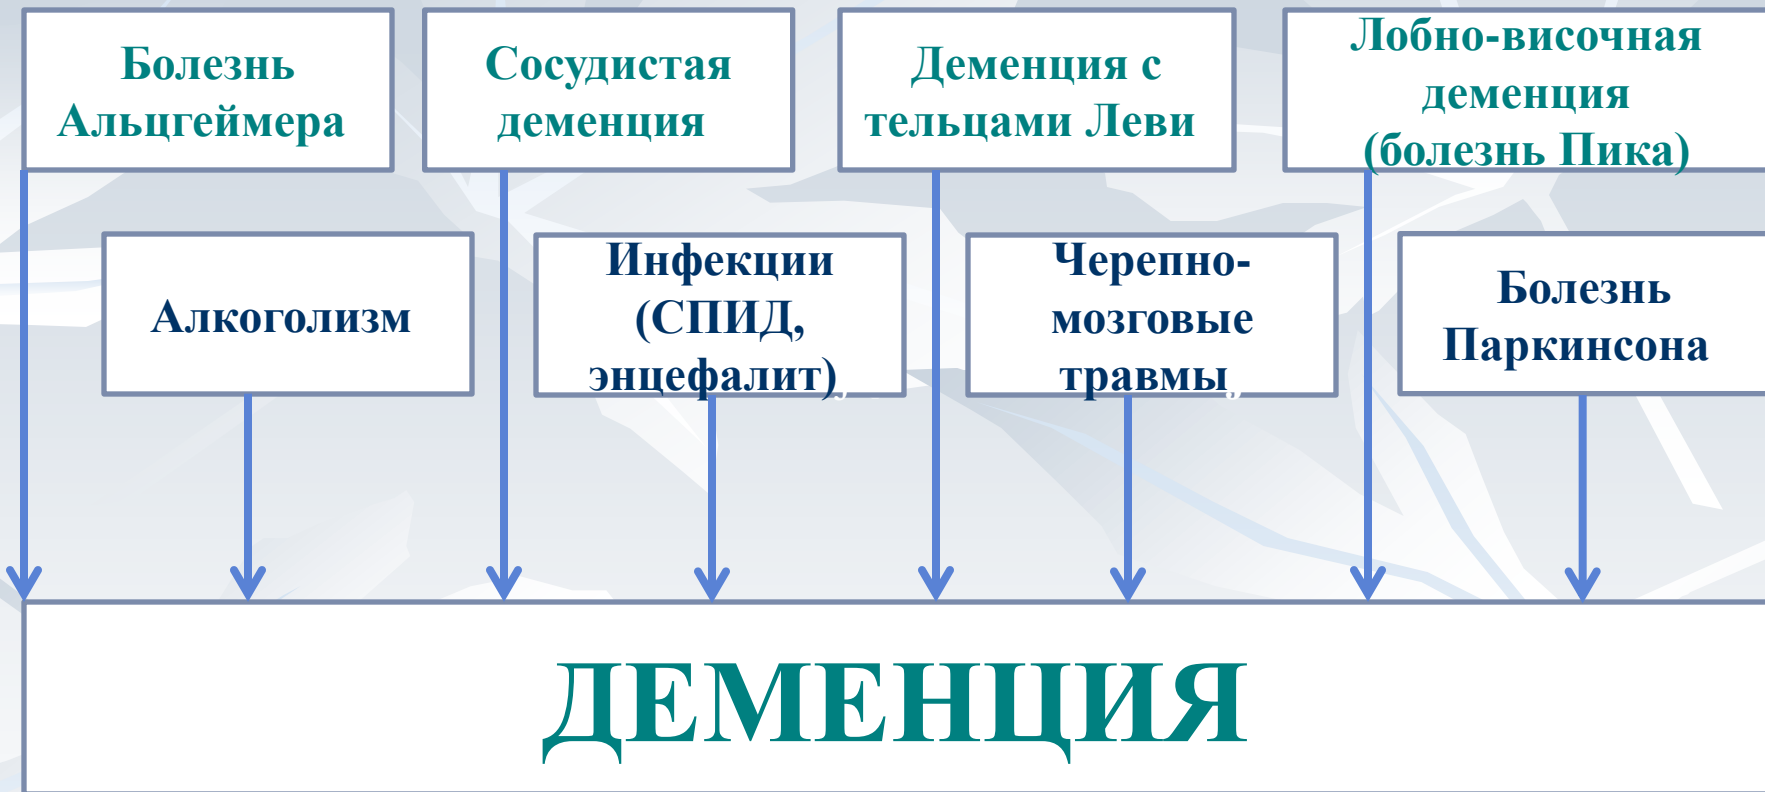 Болезнь
Альцгеймера
Сосудистая
деменция
Деменция с
тельцами Леви
Лобно-височная
деменция
(болезнь Пика)
Алкоголизм
Инфекции
(СПИД,
энцефалит),
Черепно-
мозговые
травмы,
Болезнь
Паркинсона
ДЕМЕНЦИЯ